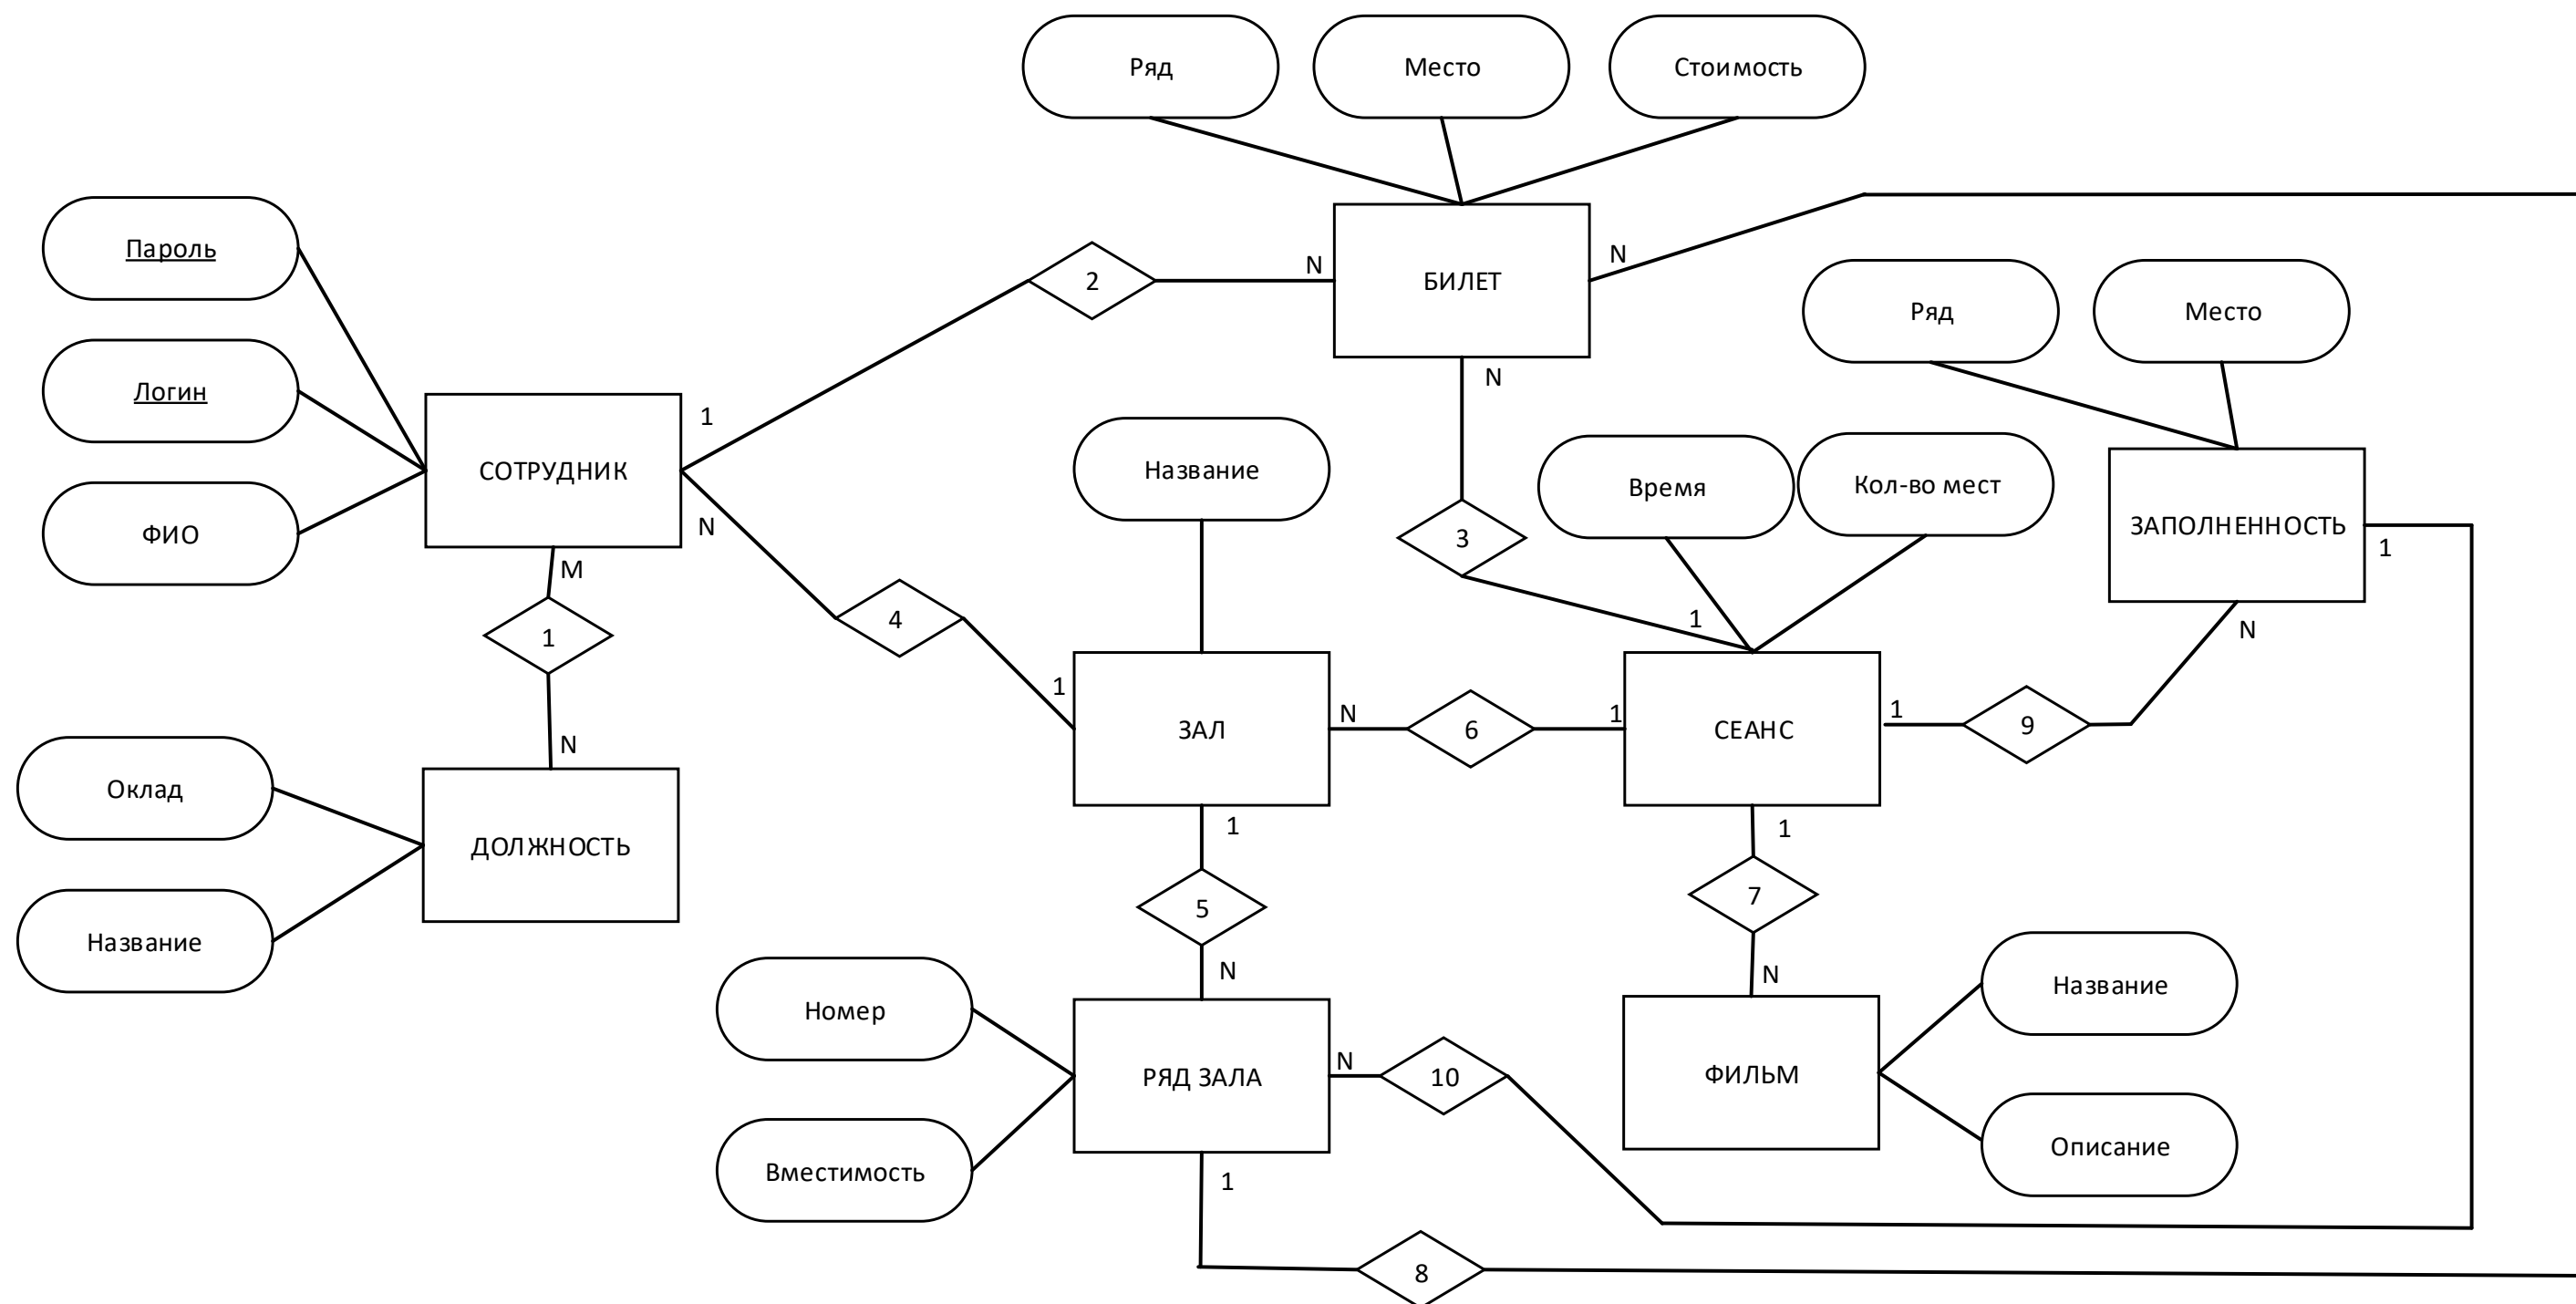 Ряд
Место
Стоимость
Пароль
Логин
ФИО
СОТРУДНИК
1
N
M
2
N
БИЛЕТ
N
N
Ряд
Место
Название
3
Время
Кол-во мест
ЗАПОЛНЕННОСТЬ
1
N
1
4
1
1
ДОЛЖНОСТЬ
N
Оклад
Название
ЗАЛ
N
6
1
СЕАНС
1
9
1
5
N
1
7
N
Номер
Вместимость
РЯД ЗАЛА
N
10
1
8
ФИЛЬМ
Название
Описание